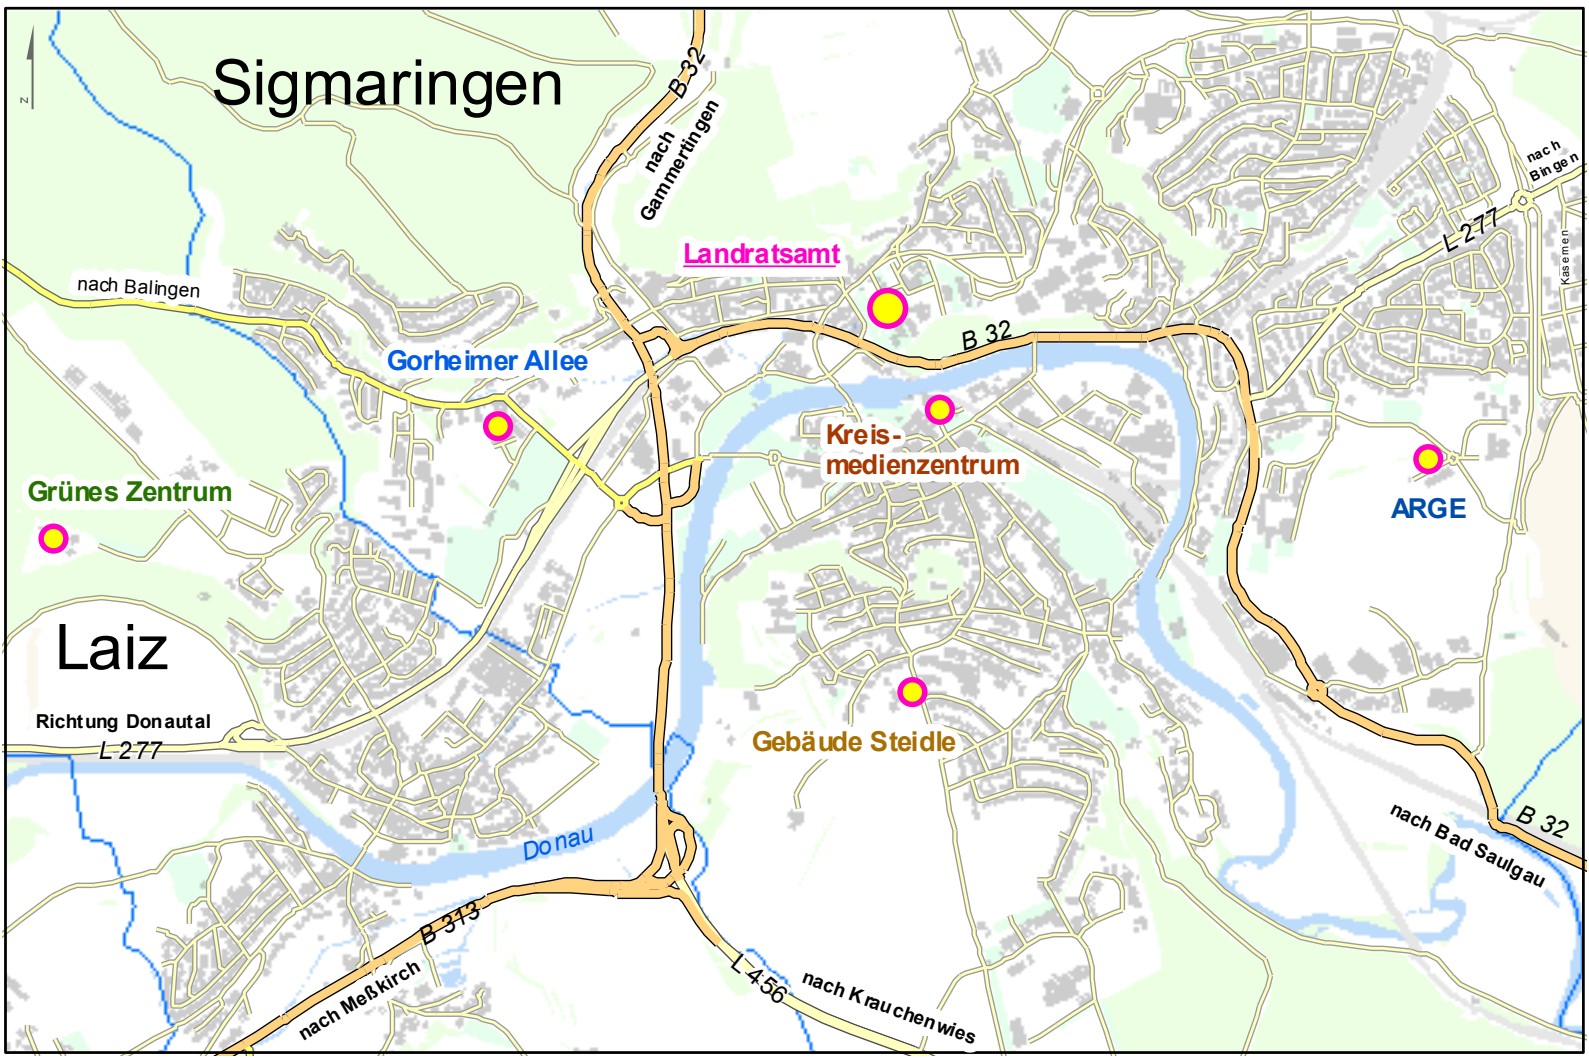 Sigmaringen
N
B 32
nach
Gammertingen
nach
Bingen
L 277
Kasernen
Landratsamt
nach Balingen
B 32
Gorheimer Allee
Kreis-
medienzentrum
Grünes Zentrum
ARGE
Laiz
Richtung Donautal
L 277
Gebäude Steidle
Donau
nach Bad Saulgau
B 32
B 313
nach Meßkirch
L 456
nach Krauchenwies